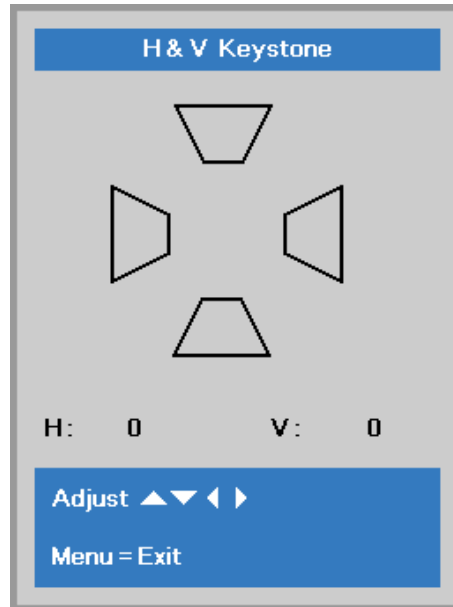 H & V Keystone
H: 0 V: 0
Adjust ▲▼◀▶
Menu = Exit